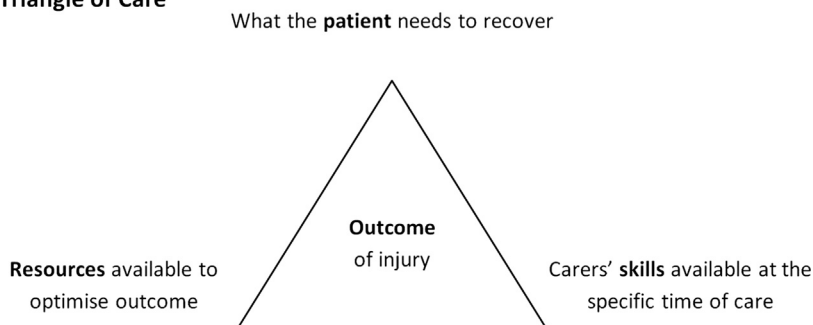 Triangle of Care
What the patient needs to recover
Outcome
of injury
Resources available to
optimise outcome
Carers’ skills available at the
specific time of care